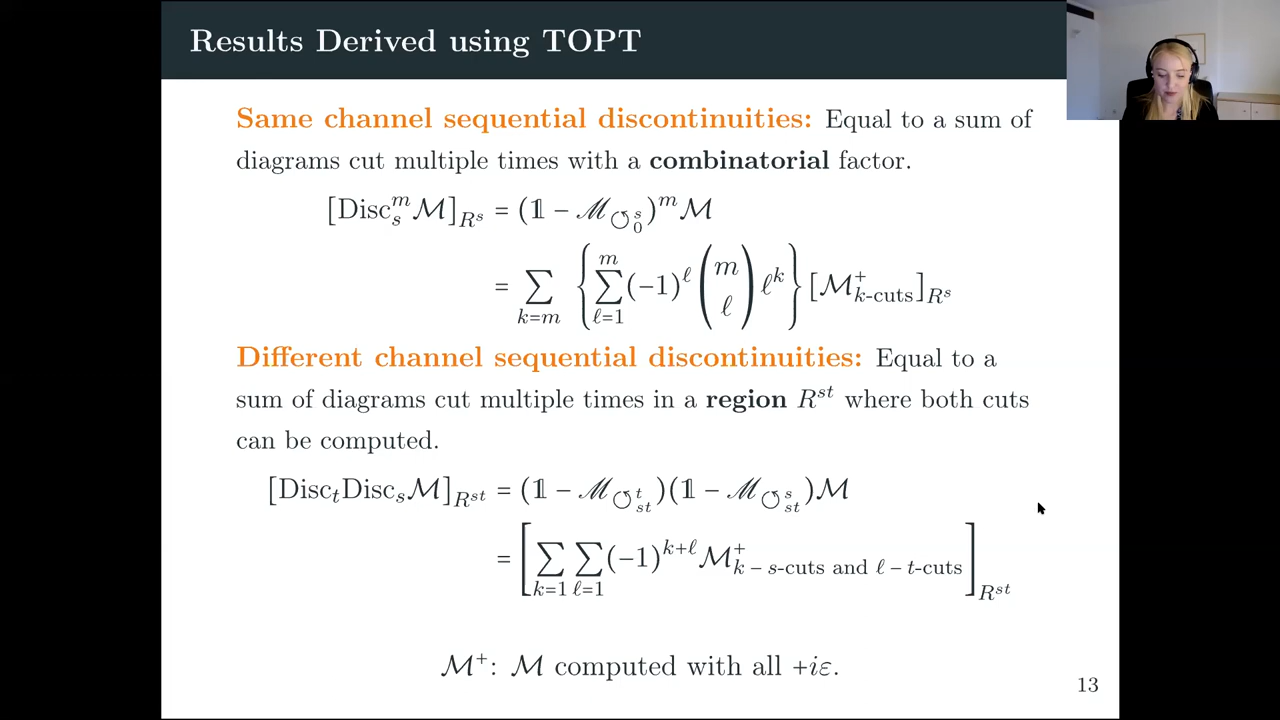 Results Derived using TOPT
Same channel sequential discontinuities: Equal to a sum of
diagrams cut multiple times with a combinatorial factor.
[Disc_s^m ℳ]_{R^s} = (𝟙 − ℳ_{↺_0^s})^m ℳ
= ∑_{k=m} {∑_{ℓ=1}^{m} (−1)^ℓ (m ℓ) ℓ^k} [ℳ^+_{k-cuts}]_{R^s}
Different channel sequential discontinuities: Equal to a
sum of diagrams cut multiple times in a region R^{st} where both cuts
can be computed.
[Disc_t Disc_s ℳ]_{R^{st}} = (𝟙 − ℳ_{↺_{st}^t})(𝟙 − ℳ_{↺_{st}^s})ℳ
= [∑_{k=1} ∑_{ℓ=1} (−1)^{k+ℓ} ℳ^+_{k − s-cuts and ℓ − t-cuts}]_{R^{st}}
ℳ^+: ℳ computed with all +iε.
13